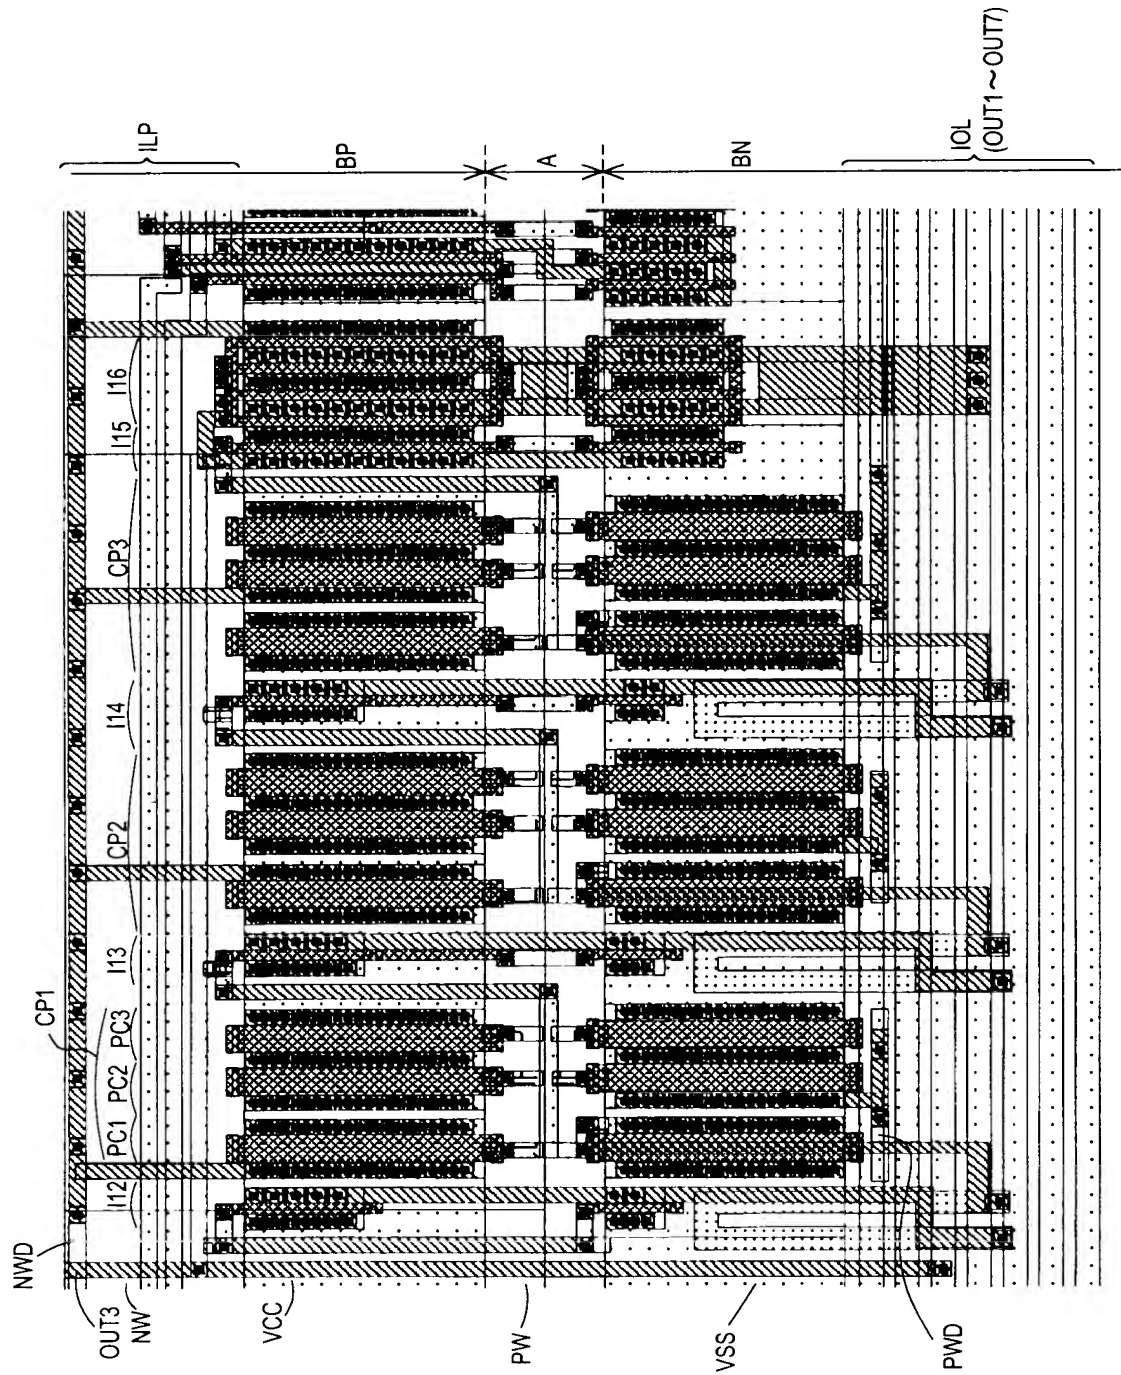 ILP
BP
A
BN
IOL
(OUT1~OUT7)
I16
I15
CP3
I14
CP2
I13
CP1
PC3
PC2
PC1
I12
NWD
OUT3
NW
VCC
PW
VSS
PWD